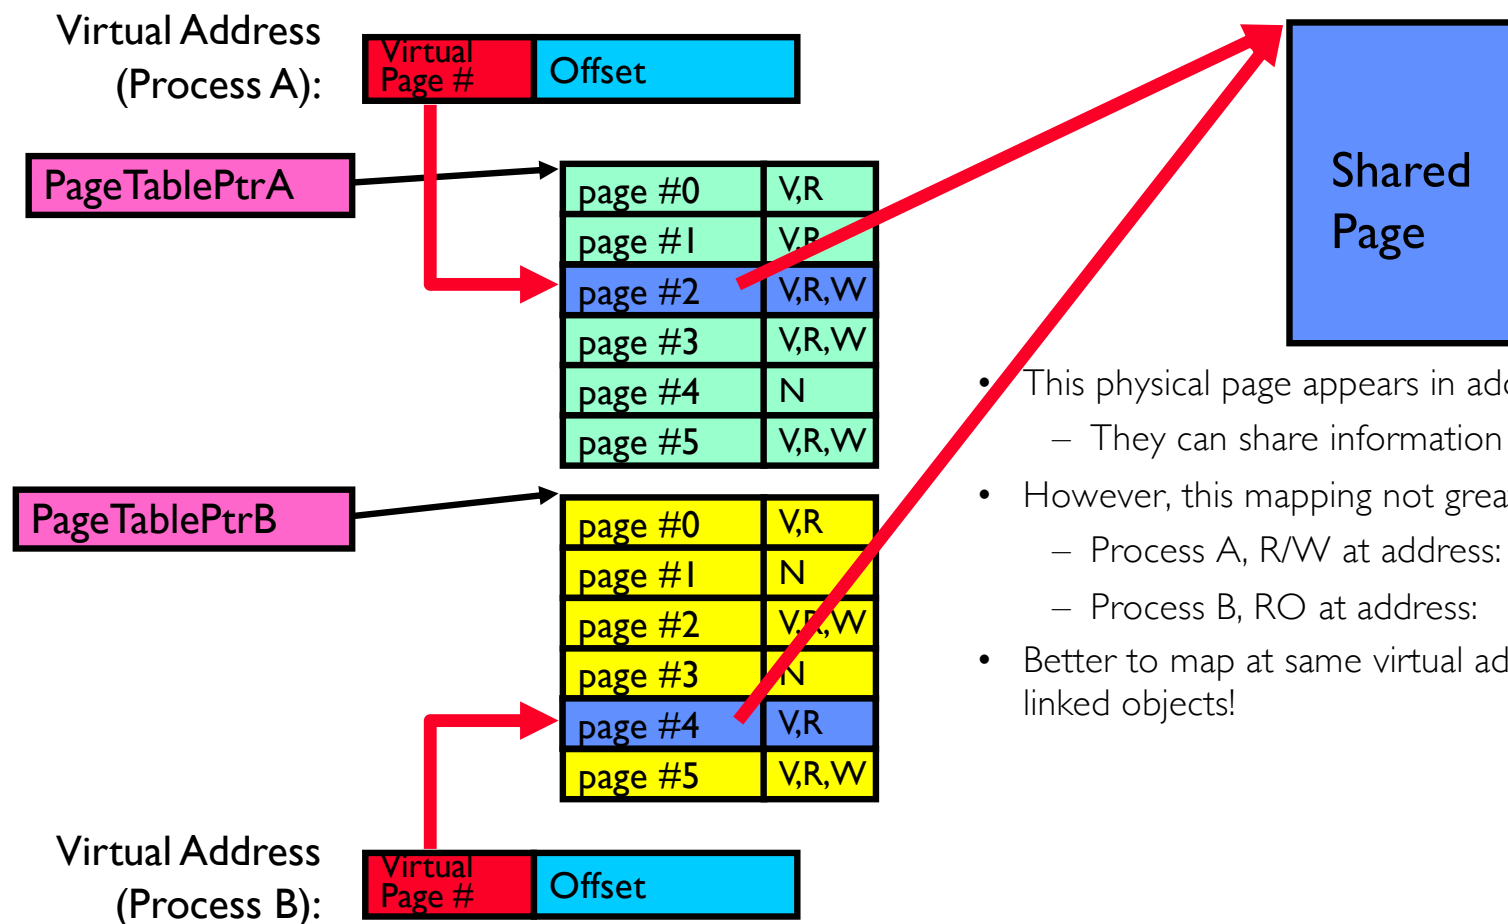 Virtual Address
(Process A):
Virtual
Page #
Offset
PageTablePtrA
page #0 V,R
page #1 V,R
page #2 V,R,W
page #3 V,R,W
page #4 N
page #5 V,R,W
Shared
Page
PageTablePtrB
page #0 V,R
page #1 N
page #2 V,R,W
page #3 N
page #4 V,R
page #5 V,R,W
Virtual Address
(Process B):
Virtual
Page #
Offset
• This physical page appears in
– They can share information
• However, this mapping not
– Process A, R/W at address:
– Process B, RO at address:
• Better to map at same virtual
linked objects!